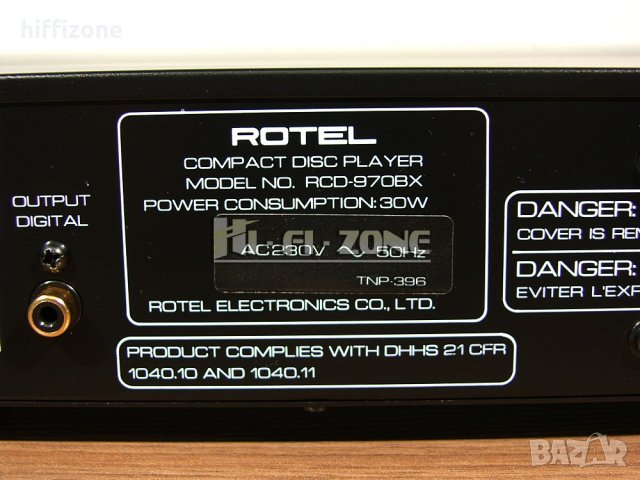 hiffizone
ROTEL
COMPACT DISC PLAYER
MODEL NO. RCD-970BX
POWER CONSUMPTION:30W
HI-EL-ZONE
AC230V ～ 50Hz
TNP-396
ROTEL ELECTRONICS CO., LTD.
OUTPUT
DIGITAL
DANGER:
COVER IS REM
DANGER:
EVITER L'EXP
PRODUCT COMPLIES WITH DHHS 21 CFR
1040.10 AND 1040.11
BAZAR